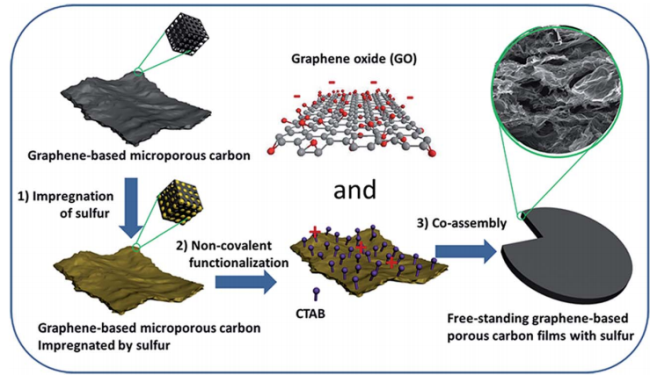 Graphene oxide (GO)
Graphene-based microporous carbon
and
1) Impregnation
of sulfur
2) Non-covalent
functionalization
3) Co-assembly
CTAB
Graphene-based microporous carbon
Impregnated by sulfur
Free-standing graphene-based
porous carbon films with sulfur